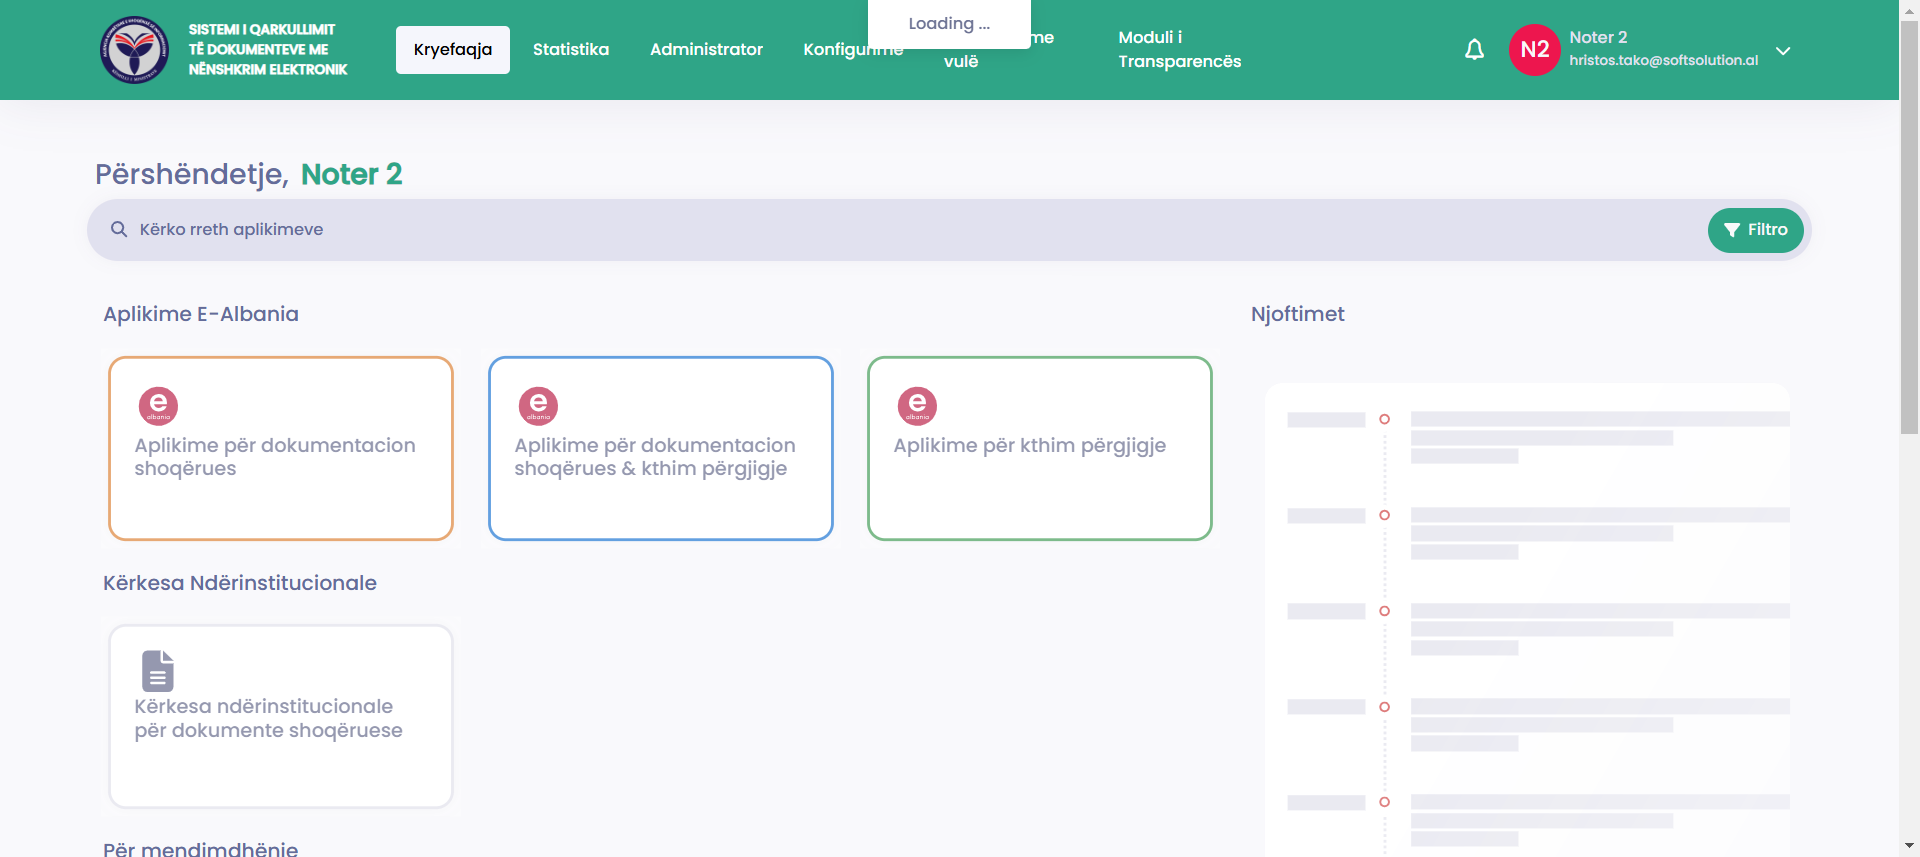 SISTEMI I QARKULLIMIT
TË DOKUMENTEVE ME
NËNSHKRIM ELEKTRONIK
Kryefaqja
Statistika
Administrator
Konfigurime
Loading ...
me
vulë
Moduli i
Transparencës
N2
Noter 2
hristos.tako@softsolution.al
Përshëndetje, Noter 2
Kërko rreth aplikimeve
Filtro
Aplikime E-Albania
Njoftimet
e
albania
Aplikime për dokumentacion
shoqërues
e
albania
Aplikime për dokumentacion
shoqërues & kthim përgjigje
e
albania
Aplikime për kthim përgjigje
Kërkesa Ndërinstitucionale
Kërkesa ndërinstitucionale
për dokumente shoqëruese
Për mendimdhënie